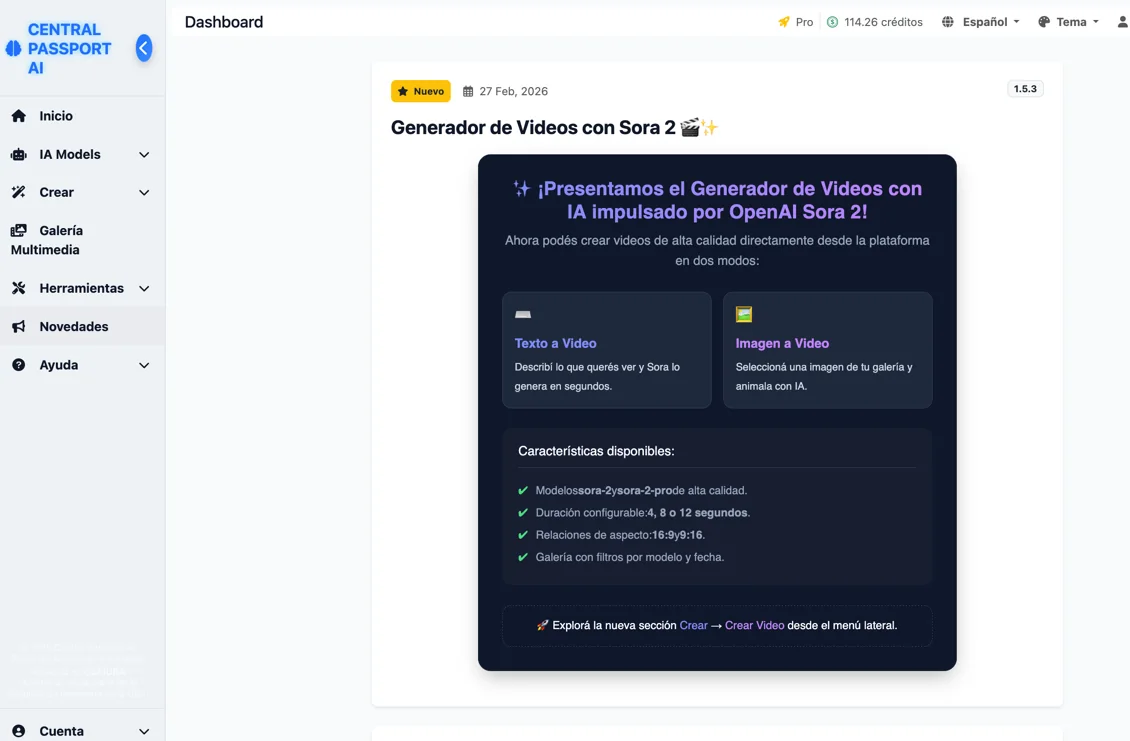 CENTRAL
PASSPORT
AI
Inicio
IA Models
Crear
Galería
Multimedia
Herramientas
Novedades
Ayuda
Cuenta
Dashboard
Pro
114.26 créditos
Español
Tema
Nuevo
27 Feb, 2026
1.5.3
Generador de Videos con Sora 2 🎬✨
✨ ¡Presentamos el Generador de Videos con
IA impulsado por OpenAI Sora 2!
Ahora podés crear videos de alta calidad directamente desde la plataforma
en dos modos:
Texto a Video
Describí lo que querés ver y Sora lo
genera en segundos.
Imagen a Video
Seleccioná una imagen de tu galería y
animala con IA.
Características disponibles:
✔ Modelossora-2ysora-2-prode alta calidad.
✔ Duración configurable:4, 8 o 12 segundos.
✔ Relaciones de aspecto:16:9y9:16.
✔ Galería con filtros por modelo y fecha.
🚀 Explorá la nueva sección Crear → Crear Video desde el menú lateral.